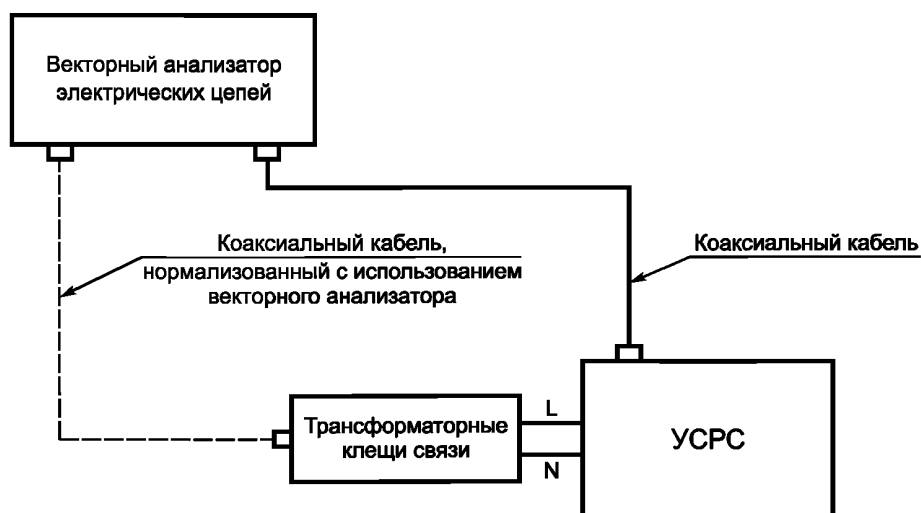 Векторный анализатор
электрических цепей
Коаксиальный кабель,
нормализованный с использованием
векторного анализатора
Коаксиальный кабель
Трансформаторные
клещи связи
L
N
УСРС